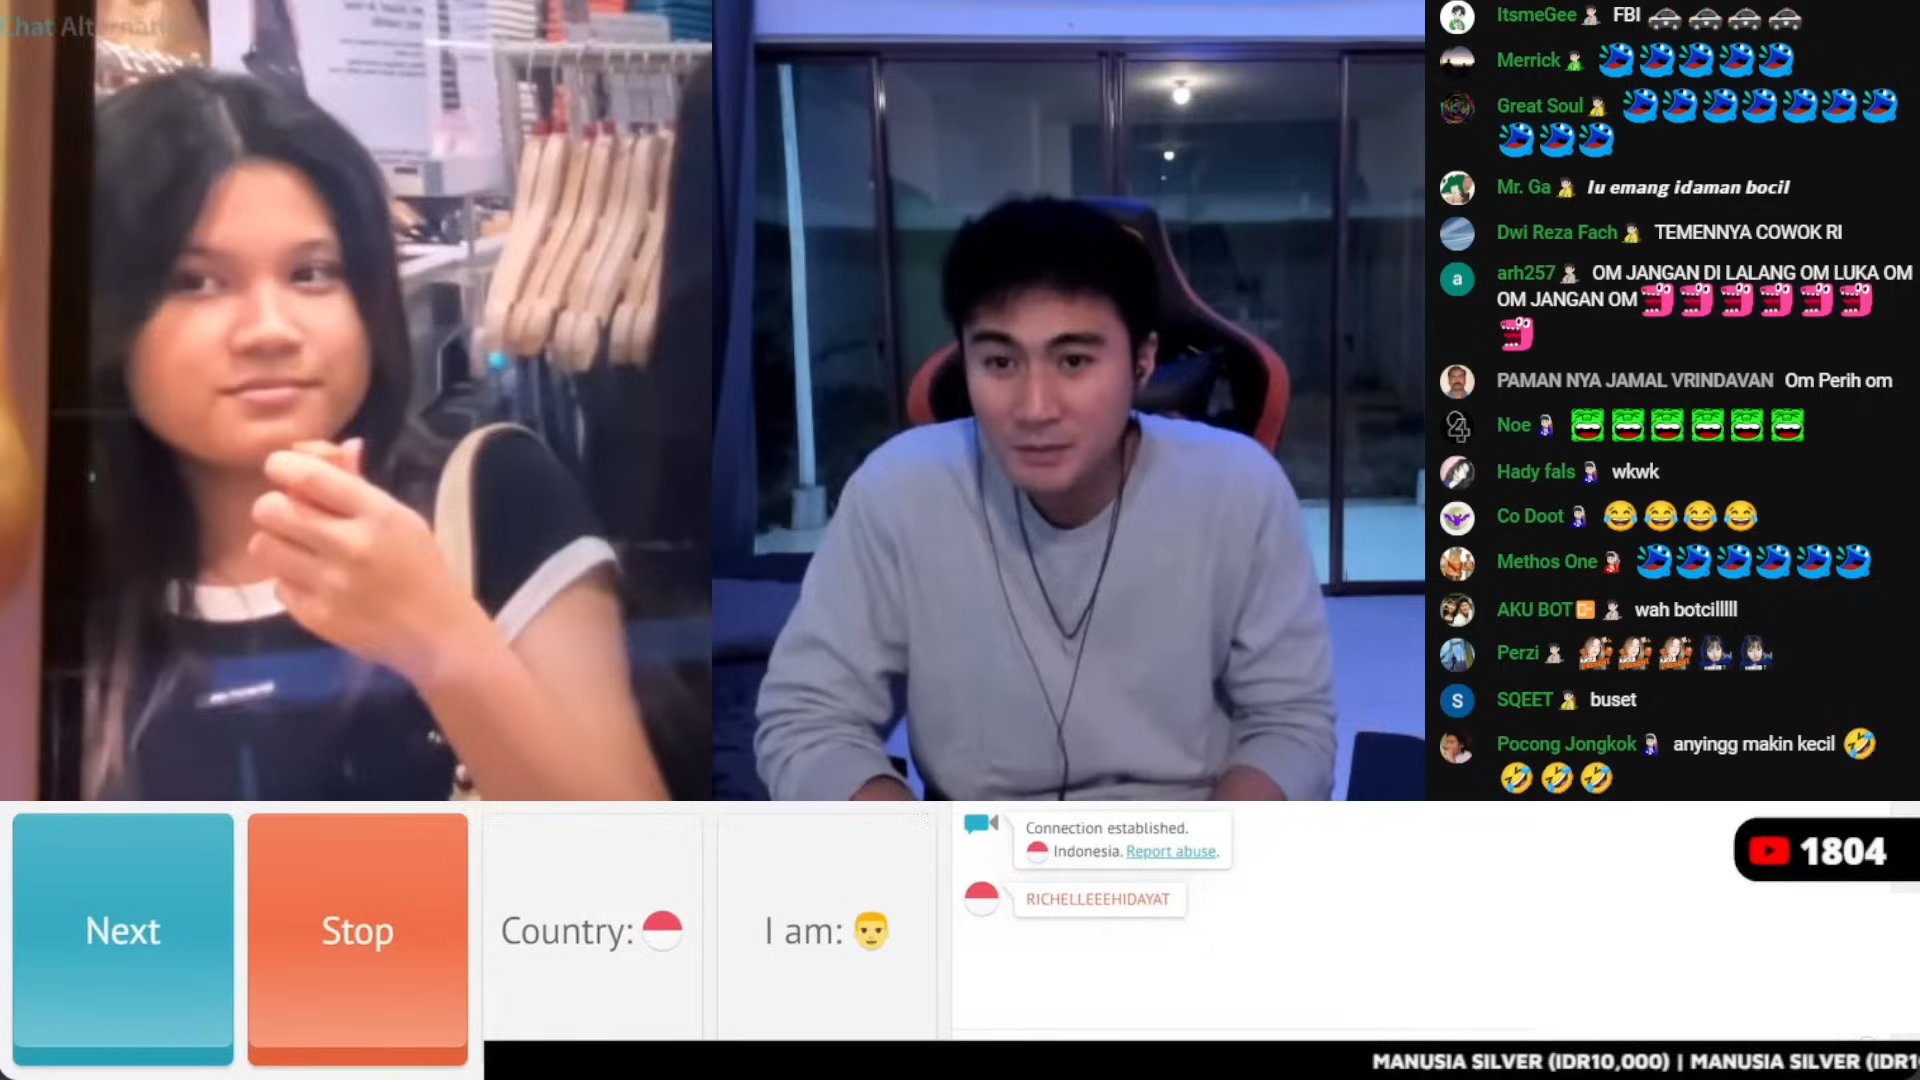 Chat Alternative
ItsmeGee FBI
Merrick
Great Soul
Mr. Ga lu emang idaman bocil
Dwi Reza Fach TEMENNYA COWOK RI
arh257 OM JANGAN DI LALANG OM LUKA OM
OM JANGAN OM
PAMAN NYA JAMAL VRINDAVAN Om Perih om
Noe
Hady fals wkwk
Co Doot
Methos One
AKU BOT wah botcilllll
Perzi
SQEET buset
Pocong Jongkok anyingg makin kecil
Next
Stop
Country:
I am:
Connection established.
Indonesia. Report abuse.
RICHELLEEEHIDAYAT
1804
MANUSIA SILVER (IDR10,000) | MANUSIA SILVER (IDR1